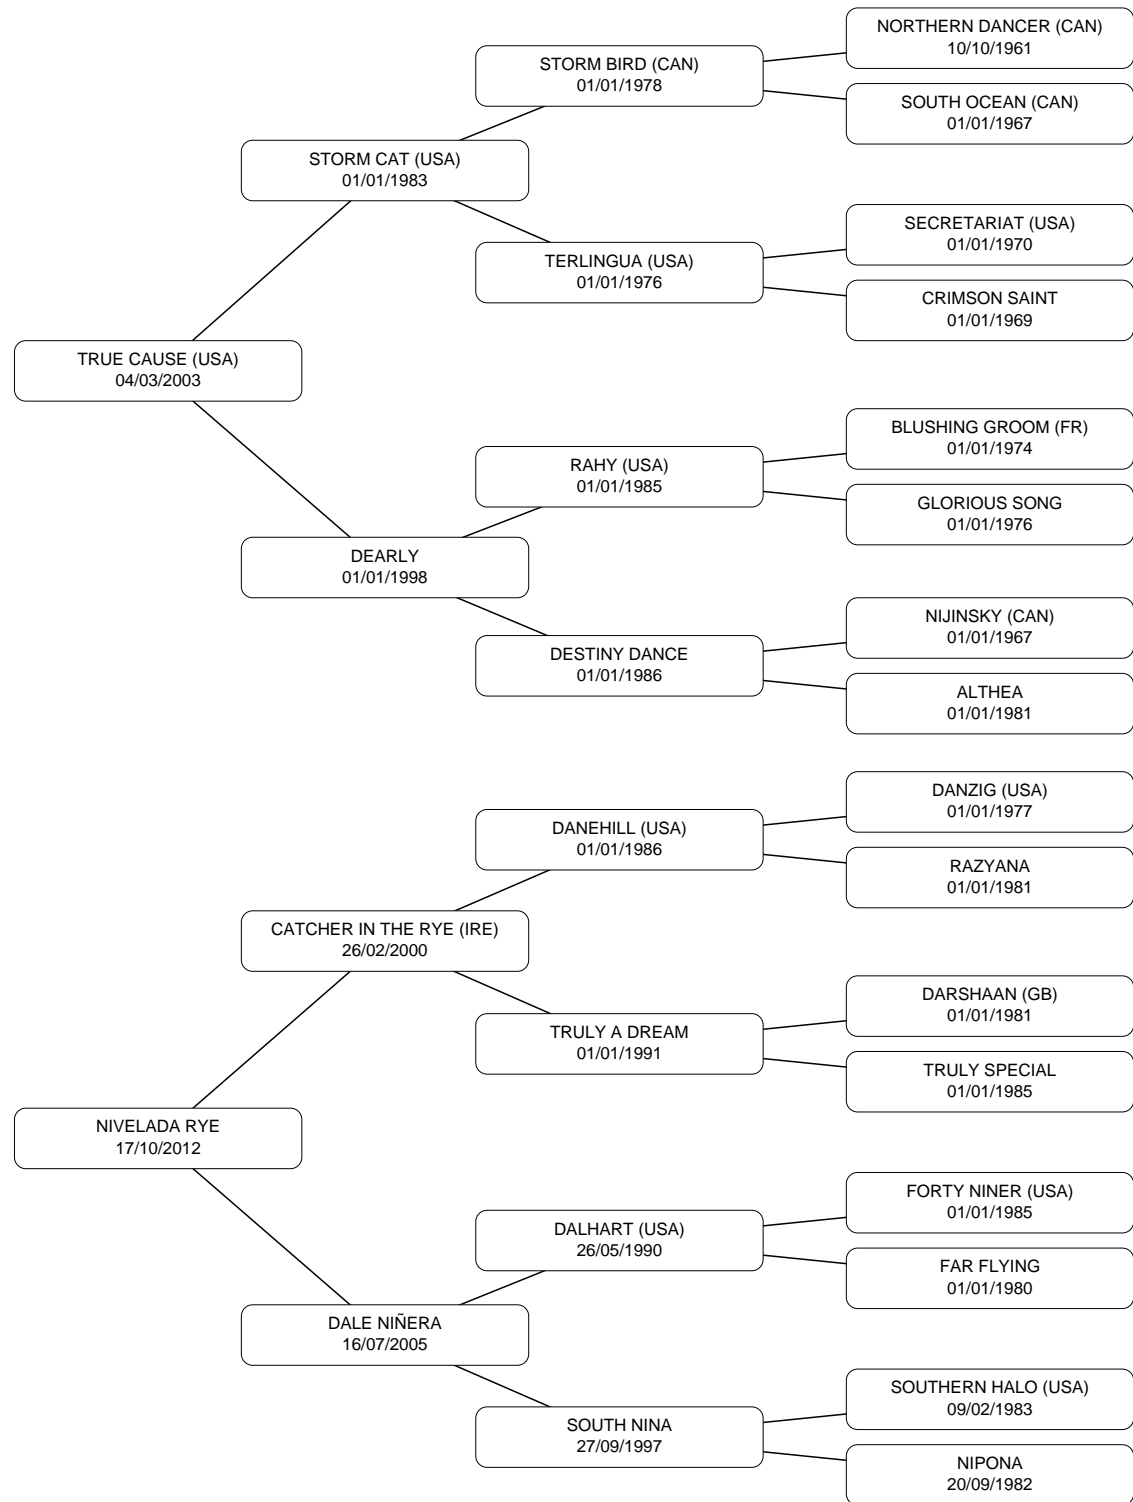 NORTHERN DANCER (CAN)
10/10/1961
STORM BIRD (CAN)
01/01/1978
SOUTH OCEAN (CAN)
01/01/1967
STORM CAT (USA)
01/01/1983
SECRETARIAT (USA)
01/01/1970
TERLINGUA (USA)
01/01/1976
CRIMSON SAINT
01/01/1969
TRUE CAUSE (USA)
04/03/2003
BLUSHING GROOM (FR)
01/01/1974
RAHY (USA)
01/01/1985
GLORIOUS SONG
01/01/1976
DEARLY
01/01/1998
NIJINSKY (CAN)
01/01/1967
DESTINY DANCE
01/01/1986
ALTHEA
01/01/1981
DANZIG (USA)
01/01/1977
DANEHILL (USA)
01/01/1986
RAZYANA
01/01/1981
CATCHER IN THE RYE (IRE)
26/02/2000
DARSHAAN (GB)
01/01/1981
TRULY A DREAM
01/01/1991
TRULY SPECIAL
01/01/1985
NIVELADA RYE
17/10/2012
FORTY NINER (USA)
01/01/1985
DALHART (USA)
26/05/1990
FAR FLYING
01/01/1980
DALE NIÑERA
16/07/2005
SOUTHERN HALO (USA)
09/02/1983
SOUTH NINA
27/09/1997
NIPONA
20/09/1982